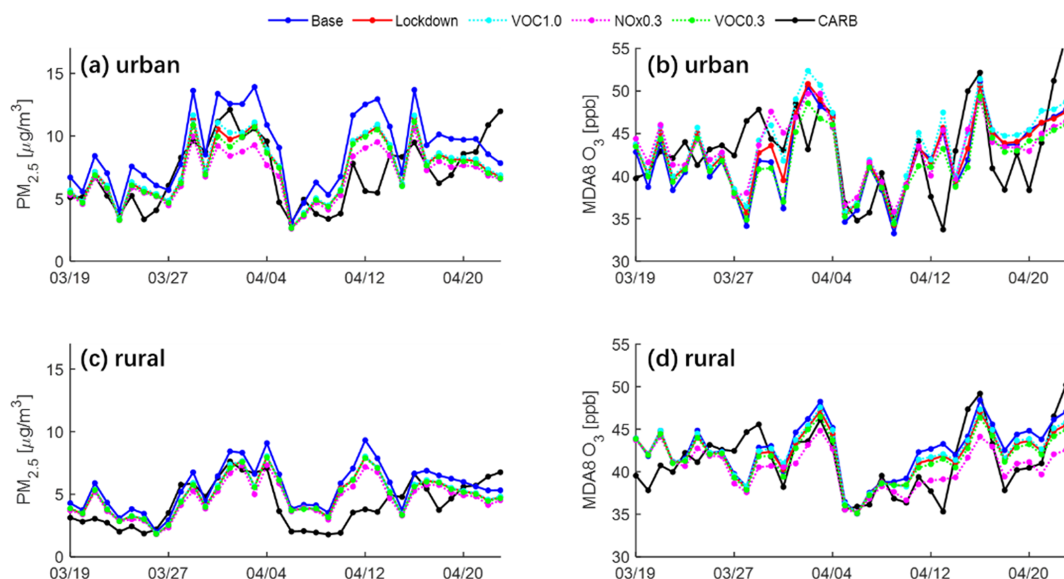 Base Lockdown VOC1.0 NOx0.3 VOC0.3 CARB
(a) urban
PM2.5 [μg/m3]
15
10
5
0
03/19 03/27 04/04 04/12 04/20
(b) urban
MDA8 O3 [ppb]
55
50
45
40
35
30
03/19 03/27 04/04 04/12 04/20
(c) rural
PM2.5 [μg/m3]
15
10
5
0
03/19 03/27 04/04 04/12 04/20
(d) rural
MDA8 O3 [ppb]
55
50
45
40
35
30
03/19 03/27 04/04 04/12 04/20